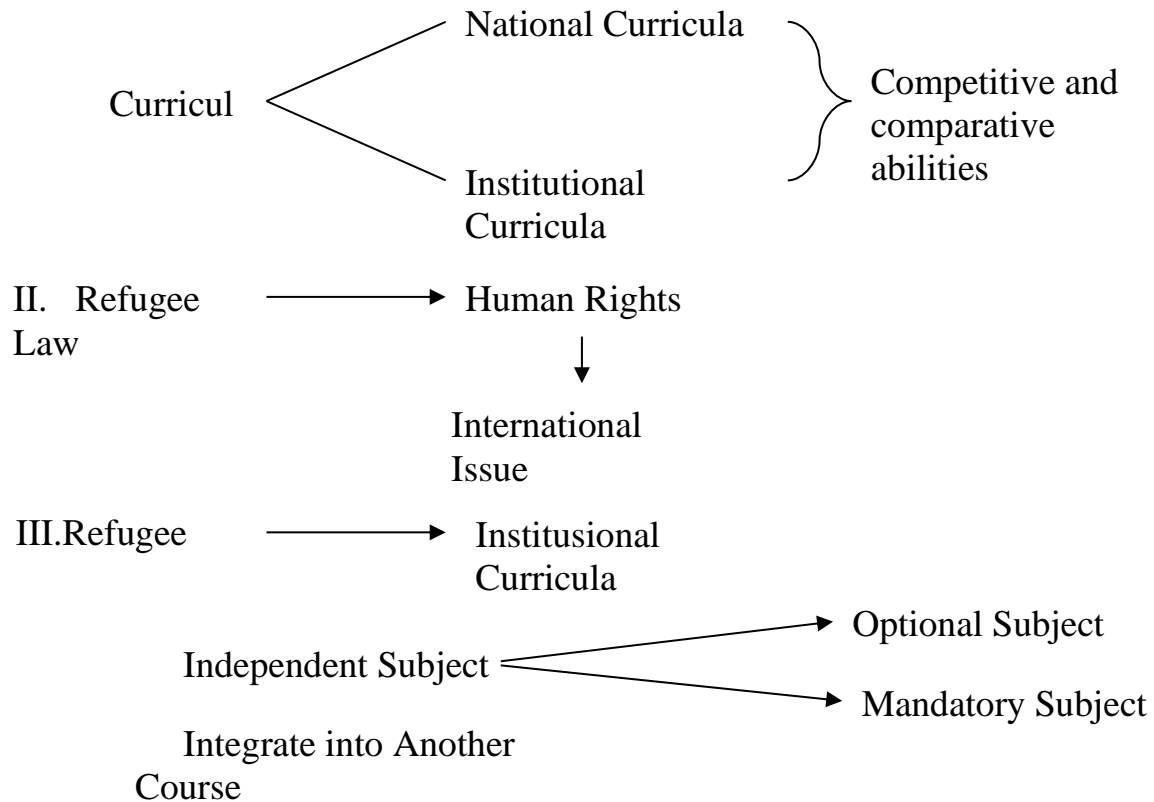 National Curricula
Curricul
Competitive and
comparative
abilities
Institutional
Curricula
II. Refugee
Law
Human Rights
International
Issue
III.Refugee
Institusional
Curricula
Optional Subject
Independent Subject
Mandatory Subject
Integrate into Another
Course